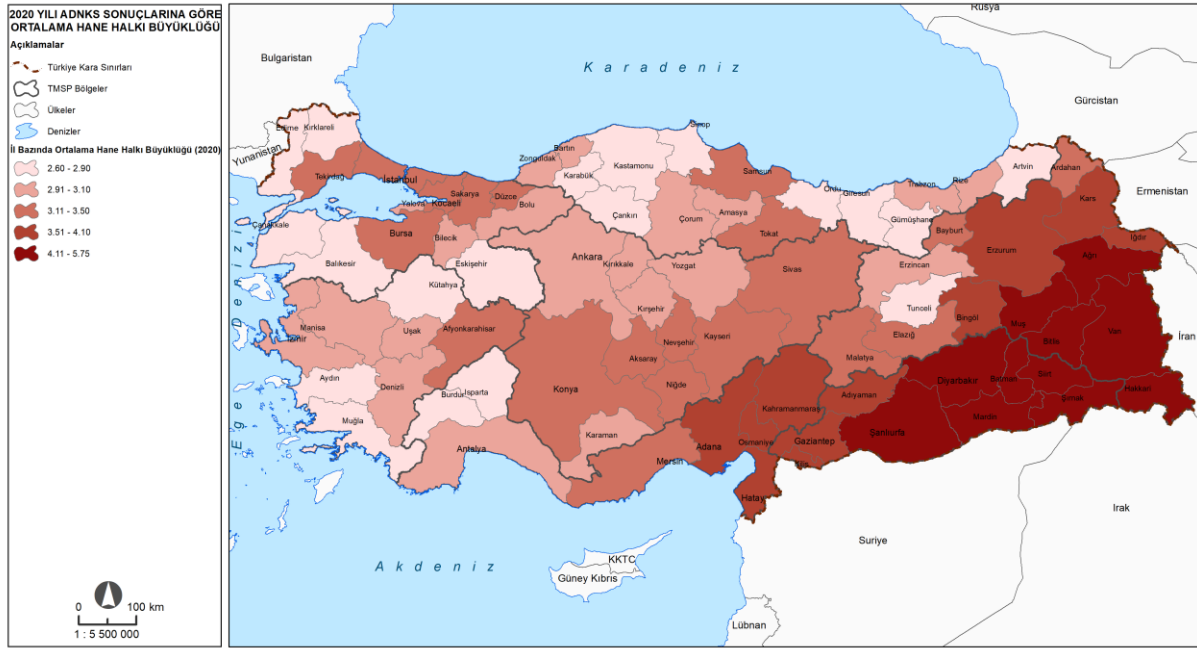 2020 YILI ADNKS SONUÇLARINA GÖRE
ORTALAMA HANE HALKI BÜYÜKLÜĞÜ
Açıklamalar
Türkiye Kara Sınırları
TMSP Bölgeler
Ülkeler
Denizler
İl Bazında Ortalama Hane Halkı Büyüklüğü (2020)
2.60 - 2.90
2.91 - 3.10
3.11 - 3.50
3.51 - 4.10
4.11 - 5.75
0 100 km
1 : 5 500 000
Rusya
Bulgaristan
Karadeniz
Gürcistan
Yunanistan
Ermenistan
İran
Irak
Suriye
Lübnan
KKTC
Güney Kıbrıs
Akdeniz
Ege Denizi
Edirne
Kırklareli
Tekirdağ
İstanbul
Kocaeli
Yalova
Sakarya
Düzce
Bolu
Zonguldak
Bartın
Karabük
Kastamonu
Sinop
Samsun
Ordu
Giresun
Trabzon
Rize
Artvin
Ardahan
Kars
Iğdır
Çanakkale
Balıkesir
Bursa
Bilecik
Eskişehir
Kütahya
Ankara
Çankırı
Çorum
Amasya
Tokat
Kırıkkale
Yozgat
Kırşehir
Sivas
Gümüşhane
Bayburt
Erzurum
Erzincan
Tunceli
Bingöl
Elazığ
Malatya
Ağrı
Muş
Bitlis
Van
Manisa
İzmir
Uşak
Afyonkarahisar
Aydın
Denizli
Muğla
Burdur
Isparta
Antalya
Konya
Aksaray
Nevşehir
Kayseri
Niğde
Karaman
Mersin
Adana
Osmaniye
Kahramanmaraş
Hatay
Gaziantep
Kilis
Adıyaman
Şanlıurfa
Diyarbakır
Batman
Siirt
Mardin
Şırnak
Hakkari